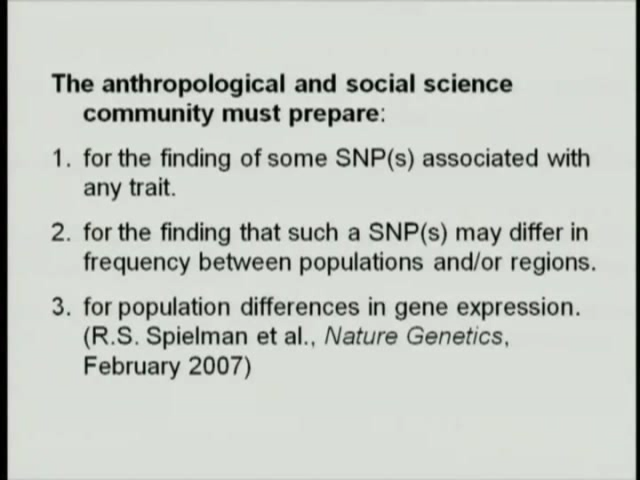 The anthropological and social science
community must prepare:
1. for the finding of some SNP(s) associated with
any trait.
2. for the finding that such a SNP(s) may differ in
frequency between populations and/or regions.
3. for population differences in gene expression.
(R.S. Spielman et al., Nature Genetics,
February 2007)